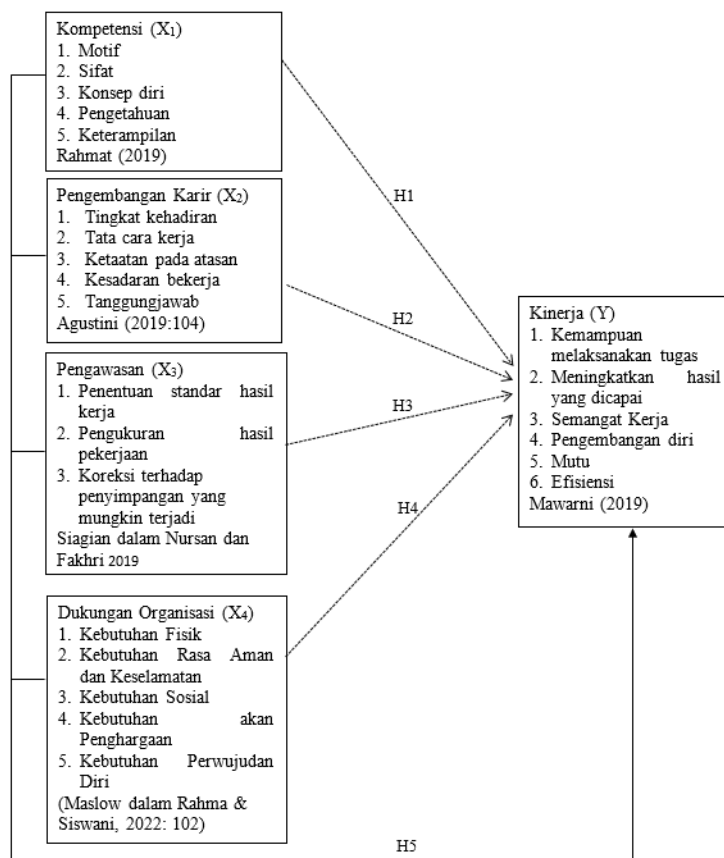 Kompetensi (X₁)
1. Motif
2. Sifat
3. Konsep diri
4. Pengetahuan
5. Keterampilan
Rahmat (2019)
H1
Pengembangan Karir (X₂)
1. Tingkat kehadiran
2. Tata cara kerja
3. Ketaatan pada atasan
4. Kesadaran bekerja
5. Tanggungjawab
Agustini (2019:104)
H2
Pengawasan (X₃)
1. Penentuan standar hasil
kerja
2. Pengukuran hasil
pekerjaan
3. Koreksi terhadap
penyimpangan yang
mungkin terjadi
Siagian dalam Nursan dan
Fakhri 2019
H3
H4
Dukungan Organisasi (X₄)
1. Kebutuhan Fisik
2. Kebutuhan Rasa Aman
dan Keselamatan
3. Kebutuhan Sosial
4. Kebutuhan akan
Penghargaan
5. Kebutuhan Perwujudan
Diri
(Maslow dalam Rahma &
Siswani, 2022: 102)
Kinerja (Y)
1. Kemampuan
melaksanakan tugas
2. Meningkatkan hasil
yang dicapai
3. Semangat Kerja
4. Pengembangan diri
5. Mutu
6. Efisiensi
Mawarni (2019)
H5